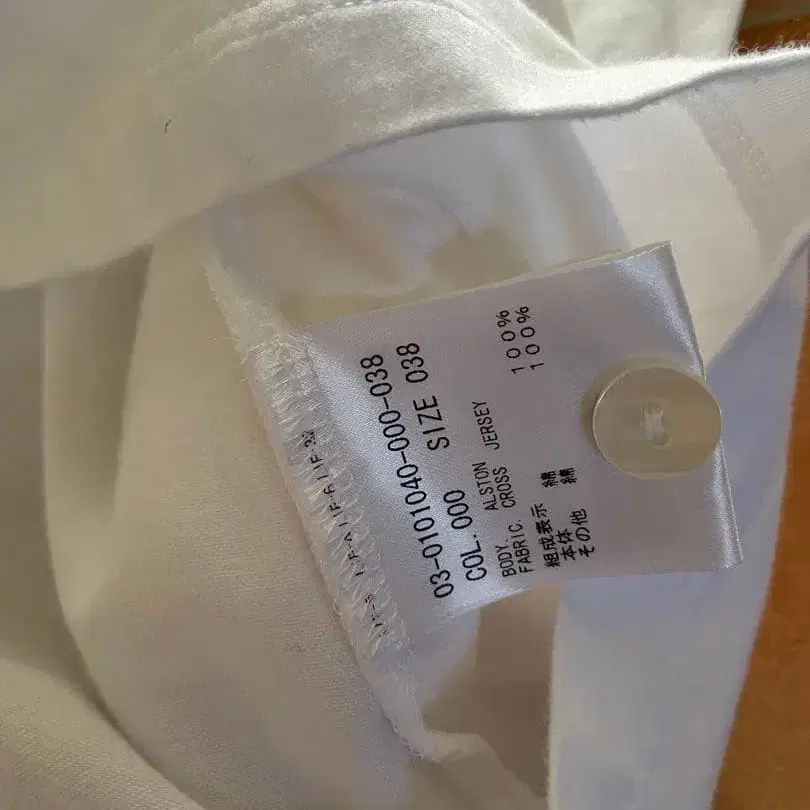 03-0101040-000-038
COL.000 SIZE 038
BODY. ALSTON
FABRIC. CROSS JERSEY
組成表示
本体 綿 100%
その他 綿 100%